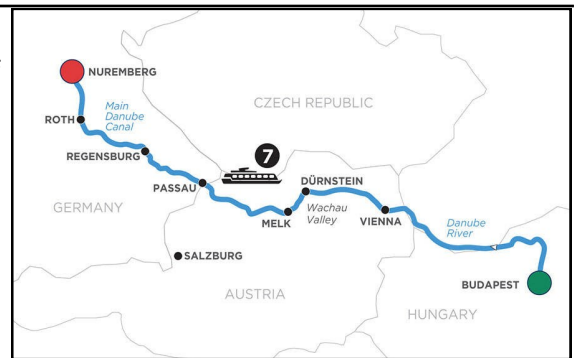 NUREMBERG
CZECH REPUBLIC
Main
Danube
Canal
ROTH
REGENSBURG
7
PASSAU
DÜRNSTEIN
GERMANY
Wachau
Valley
MELK
VIENNA
Danube
River
SALZBURG
BUDAPEST
AUSTRIA
HUNGARY